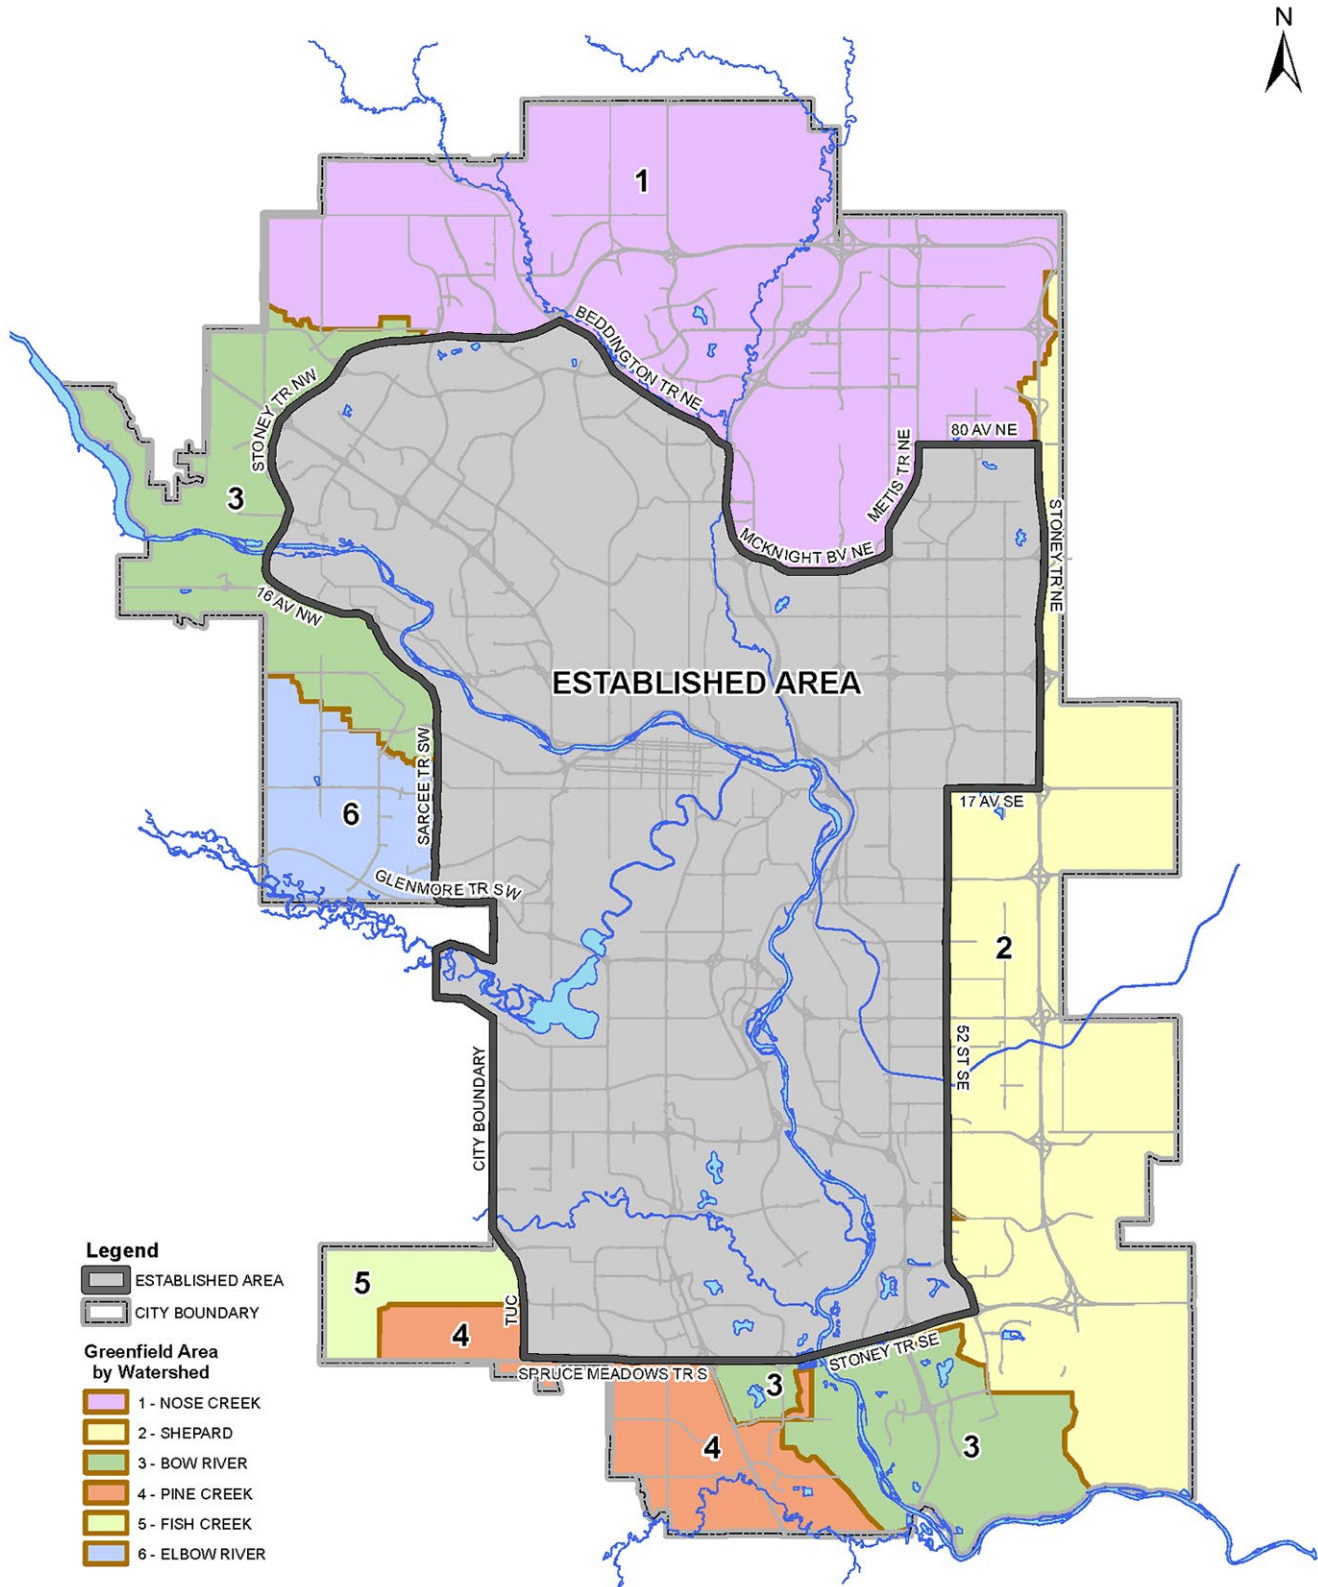 N
1
BEDDINGTON TR NE
STONEY TR NW
80 AV NE
METIS TR NE
3
STONEY TR NE
MCKNIGHT BV NE
16 AV NW
ESTABLISHED AREA
SARCEE TR SW
17 AV SE
6
GLENMORE TR SW
2
52 ST SE
CITY BOUNDARY
5
TUC
4
STONEY TR SE
SPRUCE MEADOWS TR S
3
4
3
Legend
ESTABLISHED AREA
CITY BOUNDARY
Greenfield Area
by Watershed
1 - NOSE CREEK
2 - SHEPARD
3 - BOW RIVER
4 - PINE CREEK
5 - FISH CREEK
6 - ELBOW RIVER